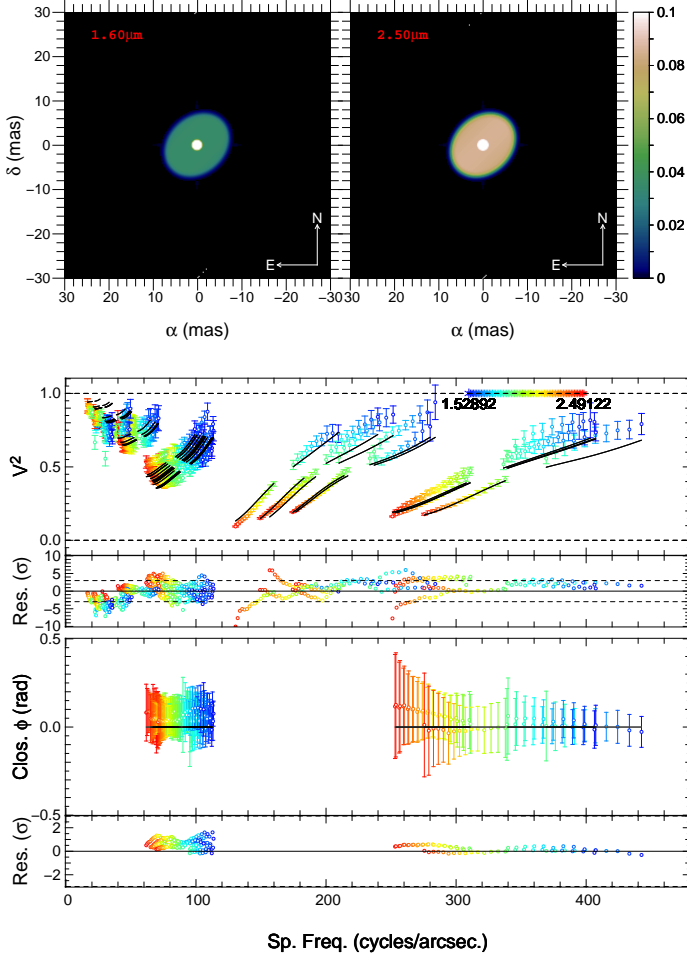 1.60µm
2.50µm
30
20
10
0
−10
−20
−30
δ (mas)
N
E
N
E
30 20 10 0 −10 −20 −30
30 20 10 0 −10 −20 −30
α (mas)
α (mas)
0.1
0.08
0.06
0.04
0.02
0
1.0
0.5
0.0
V²
1.52892
2.49122
10
5
0
−5
−10
Res. (σ)
0.5
0.0
−0.5
Clos. ϕ (rad)
2
1
0
−2
Res. (σ)
0 100 200 300 400
Sp. Freq. (cycles/arcsec.)